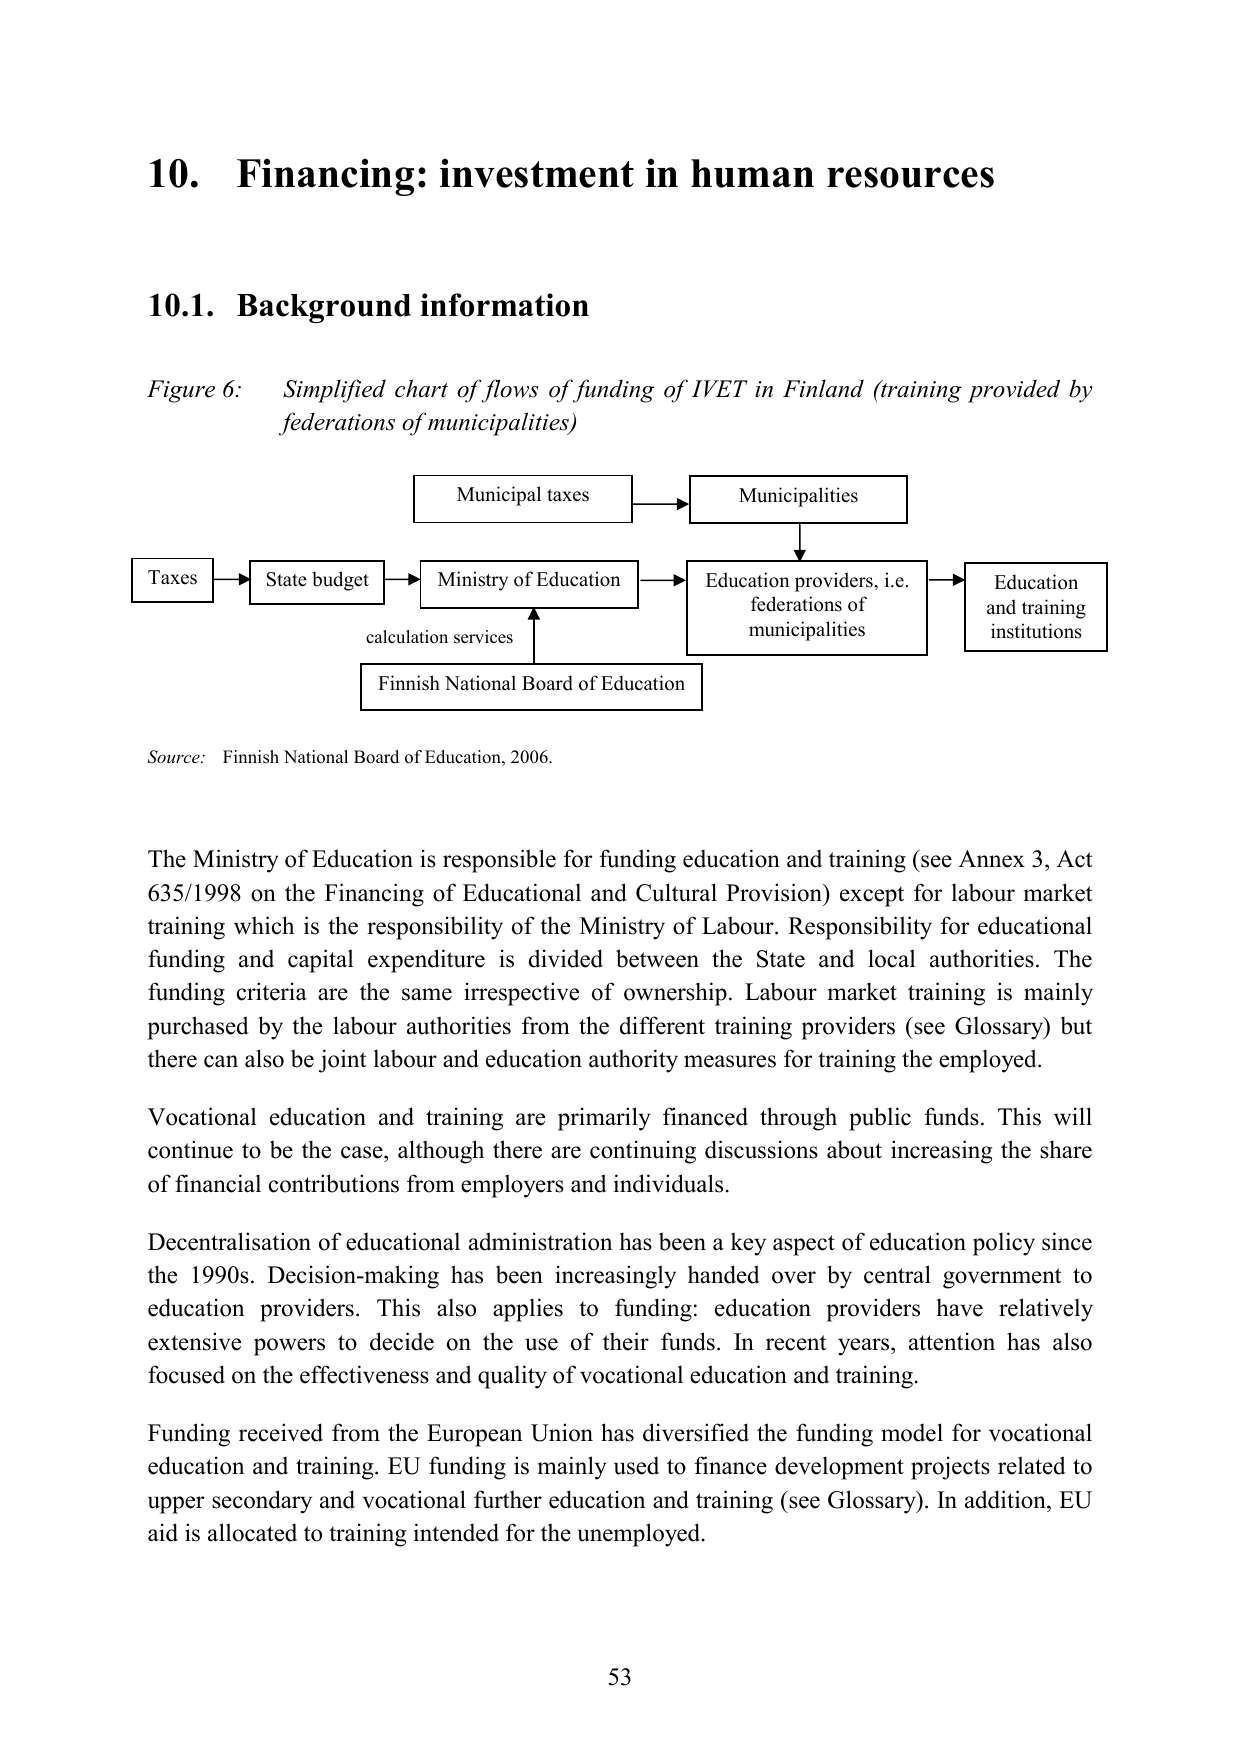 10. Financing: investment in human resources
10.1. Background information
Figure 6: Simplified chart of flows of funding of IVET in Finland (training provided by
federations of municipalities)
Municipal taxes
Municipalities
Taxes
State budget
Ministry of Education
Education providers, i.e.
federations of
municipalities
Education
and training
institutions
calculation services
Finnish National Board of Education
Source: Finnish National Board of Education, 2006.
The Ministry of Education is responsible for funding education and training (see Annex 3, Act
635/1998 on the Financing of Educational and Cultural Provision) except for labour market
training which is the responsibility of the Ministry of Labour. Responsibility for educational
funding and capital expenditure is divided between the State and local authorities. The
funding criteria are the same irrespective of ownership. Labour market training is mainly
purchased by the labour authorities from the different training providers (see Glossary) but
there can also be joint labour and education authority measures for training the employed.
Vocational education and training are primarily financed through public funds. This will
continue to be the case, although there are continuing discussions about increasing the share
of financial contributions from employers and individuals.
Decentralisation of educational administration has been a key aspect of education policy since
the 1990s. Decision-making has been increasingly handed over by central government to
education providers. This also applies to funding: education providers have relatively
extensive powers to decide on the use of their funds. In recent years, attention has also
focused on the effectiveness and quality of vocational education and training.
Funding received from the European Union has diversified the funding model for vocational
education and training. EU funding is mainly used to finance development projects related to
upper secondary and vocational further education and training (see Glossary). In addition, EU
aid is allocated to training intended for the unemployed.
53